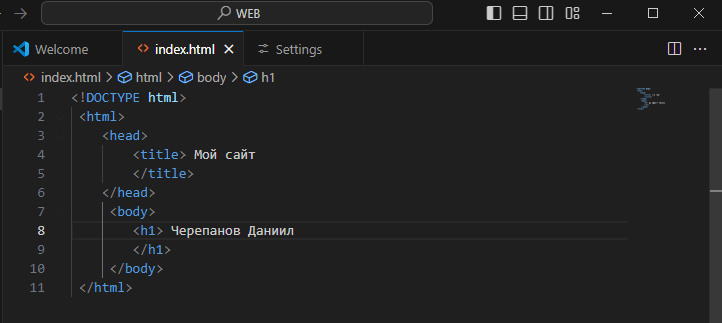 WEB
Welcome
index.html
Settings
index.html > html > body > h1
1 <!DOCTYPE html>
2 <html>
3 <head>
4 <title> Мой сайт
5 </title>
6 </head>
7 <body>
8 <h1> Черепанов Даниил
9 </h1>
10 </body>
11 </html>